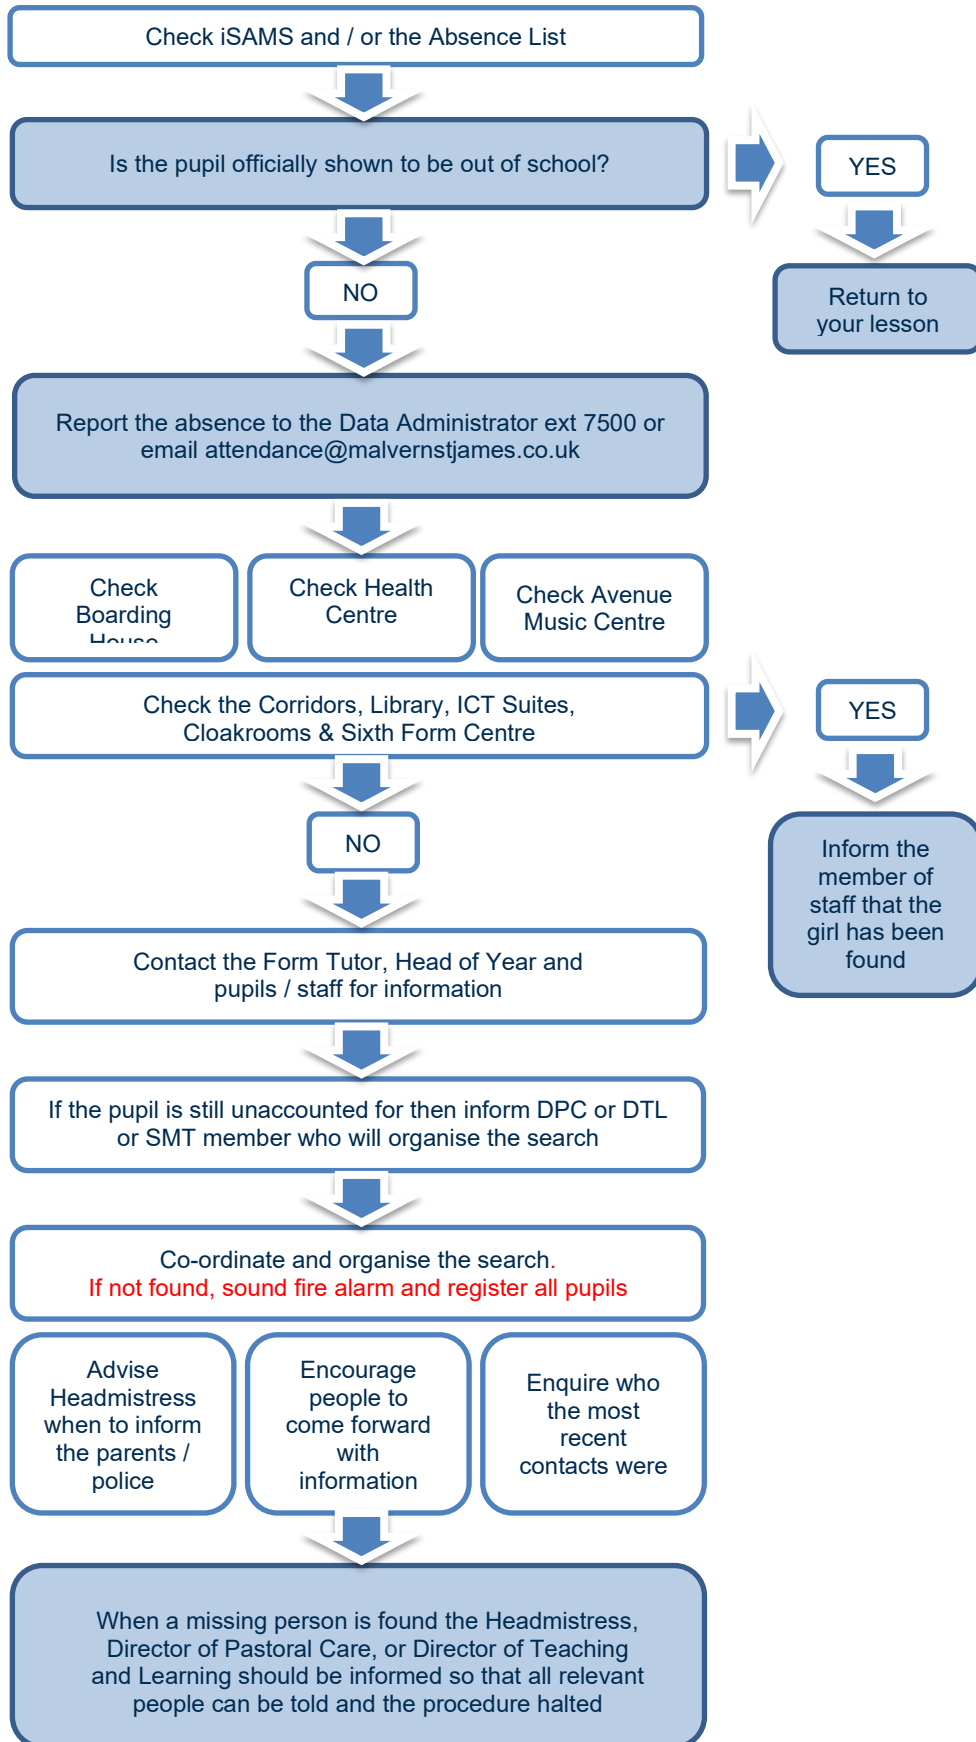 Check iSAMS and / or the Absence List
Is the pupil officially shown to be out of school?
YES
Return to
your lesson
NO
Report the absence to the Data Administrator ext 7500 or
email attendance@malvernstjames.co.uk
Check
Boarding
House
Check Health
Centre
Check Avenue
Music Centre
Check the Corridors, Library, ICT Suites,
Cloakrooms & Sixth Form Centre
YES
Inform the
member of
staff that the
girl has been
found
NO
Contact the Form Tutor, Head of Year and
pupils / staff for information
If the pupil is still unaccounted for then inform DPC or DTL
or SMT member who will organise the search
Co-ordinate and organise the search.
If not found, sound fire alarm and register all pupils
Advise
Headmistress
when to inform
the parents /
police
Encourage
people to
come forward
with
information
Enquire who
the most
recent
contacts were
When a missing person is found the Headmistress,
Director of Pastoral Care, or Director of Teaching
and Learning should be informed so that all relevant
people can be told and the procedure halted